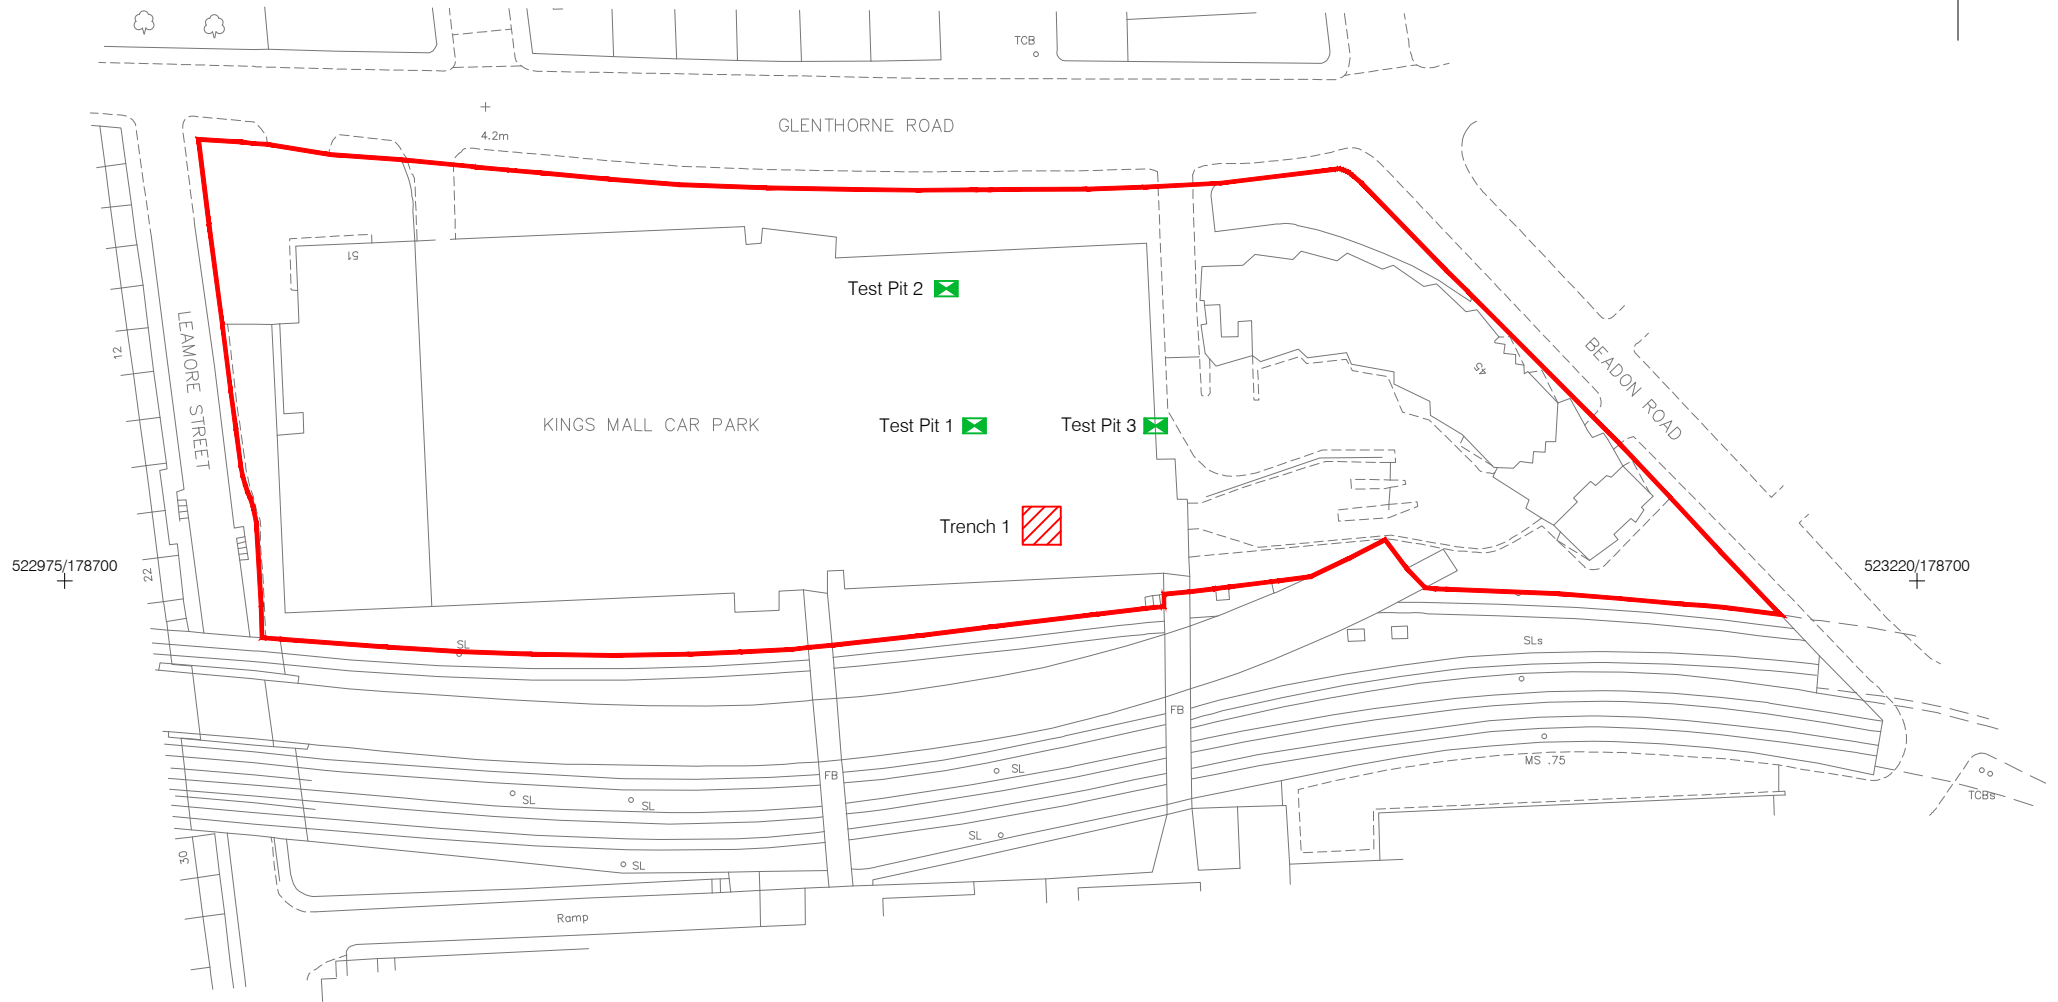 TCB
GLENTHORNE ROAD
4.2m
51
Test Pit 2
LEAMORE STREET
12
BEADON ROAD
45
KINGS MALL CAR PARK
Test Pit 1
Test Pit 3
Trench 1
522975/178700
523220/178700
22
SL
SLs
FB
FB
SL
MS .75
SL
SL
TCBs
SL
30
SL
Ramp